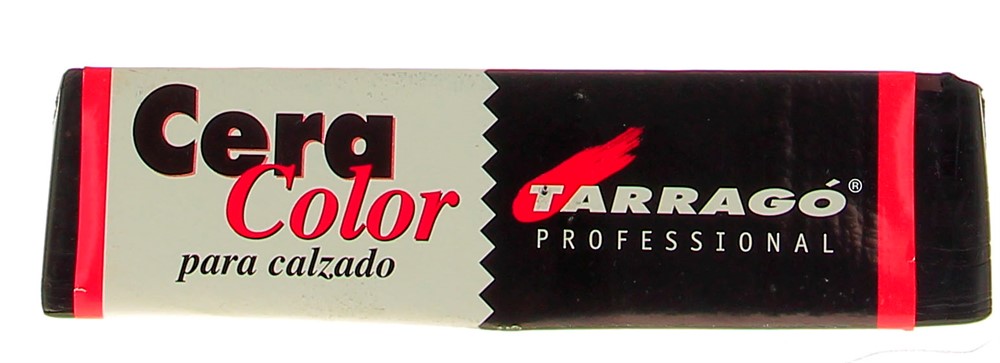 Cera
Color
para calzado
TARRAGÓ®
PROFESSIONAL